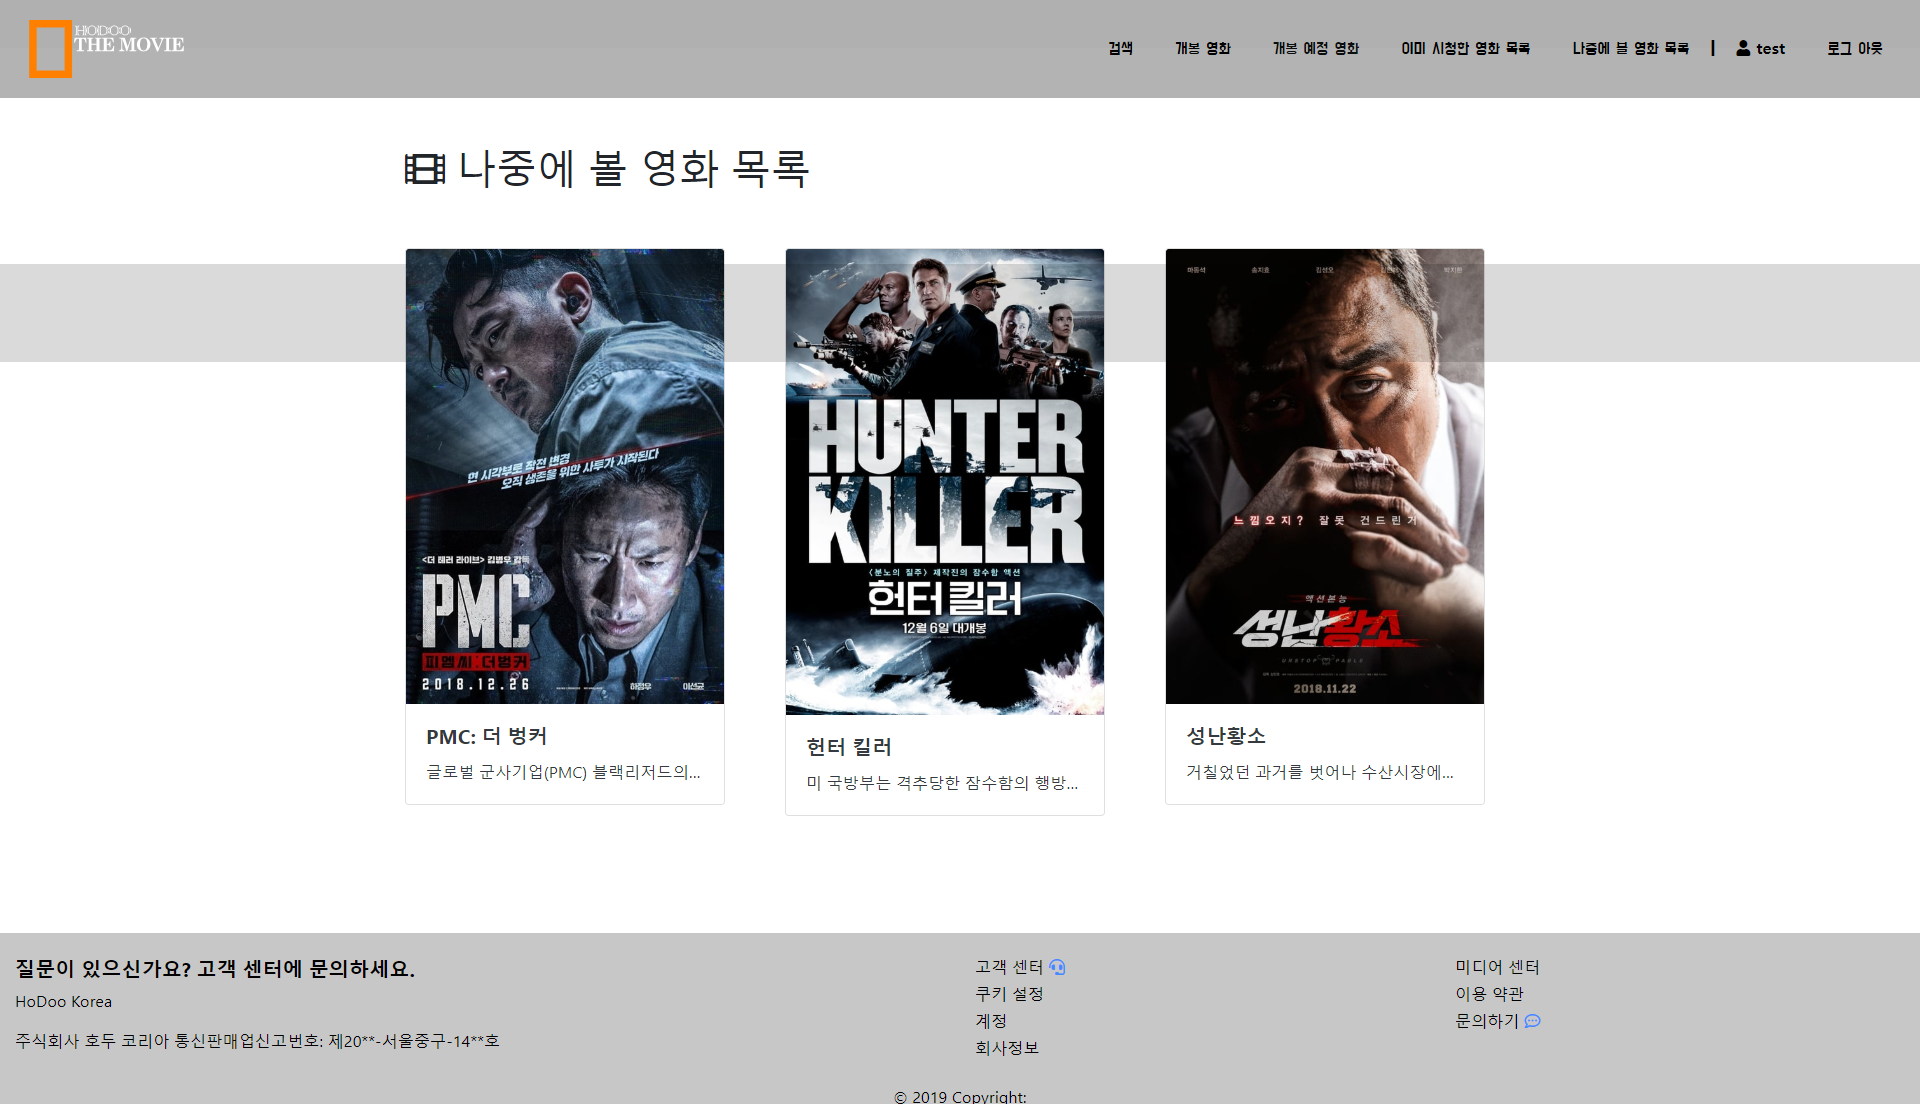 HODOO
THE MOVIE
검색
개봉 영화
개봉 예정 영화
이미 시청한 영화 목록
나중에 볼 영화 목록
|
test
로그 아웃
나중에 볼 영화 목록
연 시각부로 작전 변경
오직 생존을 위한 사투가 시작된다
<더 테러 라이브> 김병우 감독
PMC
피엠씨:더벙커
2018.12.26
하정우
이선균
PMC: 더 벙커
글로벌 군사기업(PMC) 블랙리저드의...
HUNTER
KILLER
<분노의 질주> 제작진의 잠수함 액션
헌터 킬러
12월 6일 대개봉
헌터 킬러
미 국방부는 격추당한 잠수함의 행방...
마동석
송지효
김성오
박지환
느낌오지? 잘못 건드린거
액션본능
성난황소
UNSTOPPABLE
2018.11.22
성난황소
거칠었던 과거를 벗어나 수산시장에...
질문이 있으신가요? 고객 센터에 문의하세요.
HoDoo Korea
주식회사 호두 코리아 통신판매업신고번호: 제20**-서울중구-14**호
고객 센터
쿠키 설정
계정
회사정보
미디어 센터
이용 약관
문의하기
© 2019 Copyright: